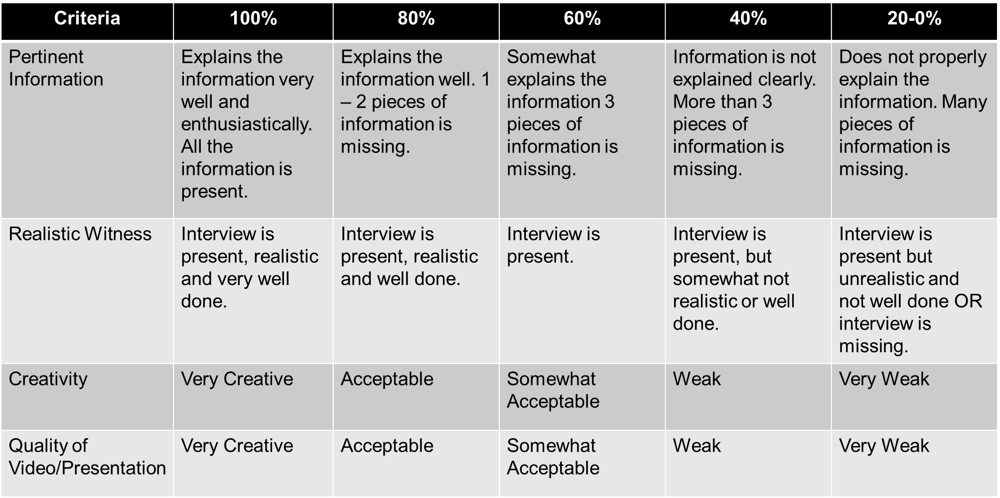 Criteria
100%
80%
60%
40%
20-0%
Pertinent
Information
Explains the
information very
well and
enthusiastically.
All the
information is
present.
Explains the
information well. 1
– 2 pieces of
information is
missing.
Somewhat
explains the
information 3
pieces of
information is
missing.
Information is not
explained clearly.
More than 3
pieces of
information is
missing.
Does not properly
explain the
information. Many
pieces of
information is
missing.
Realistic Witness
Interview is
present, realistic
and very well
done.
Interview is
present, realistic
and well done.
Interview is
present.
Interview is
present, but
somewhat not
realistic or well
done.
Interview is
present but
unrealistic and
not well done OR
interview is
missing.
Creativity
Very Creative
Acceptable
Somewhat
Acceptable
Weak
Very Weak
Quality of
Video/Presentation
Very Creative
Acceptable
Somewhat
Acceptable
Weak
Very Weak